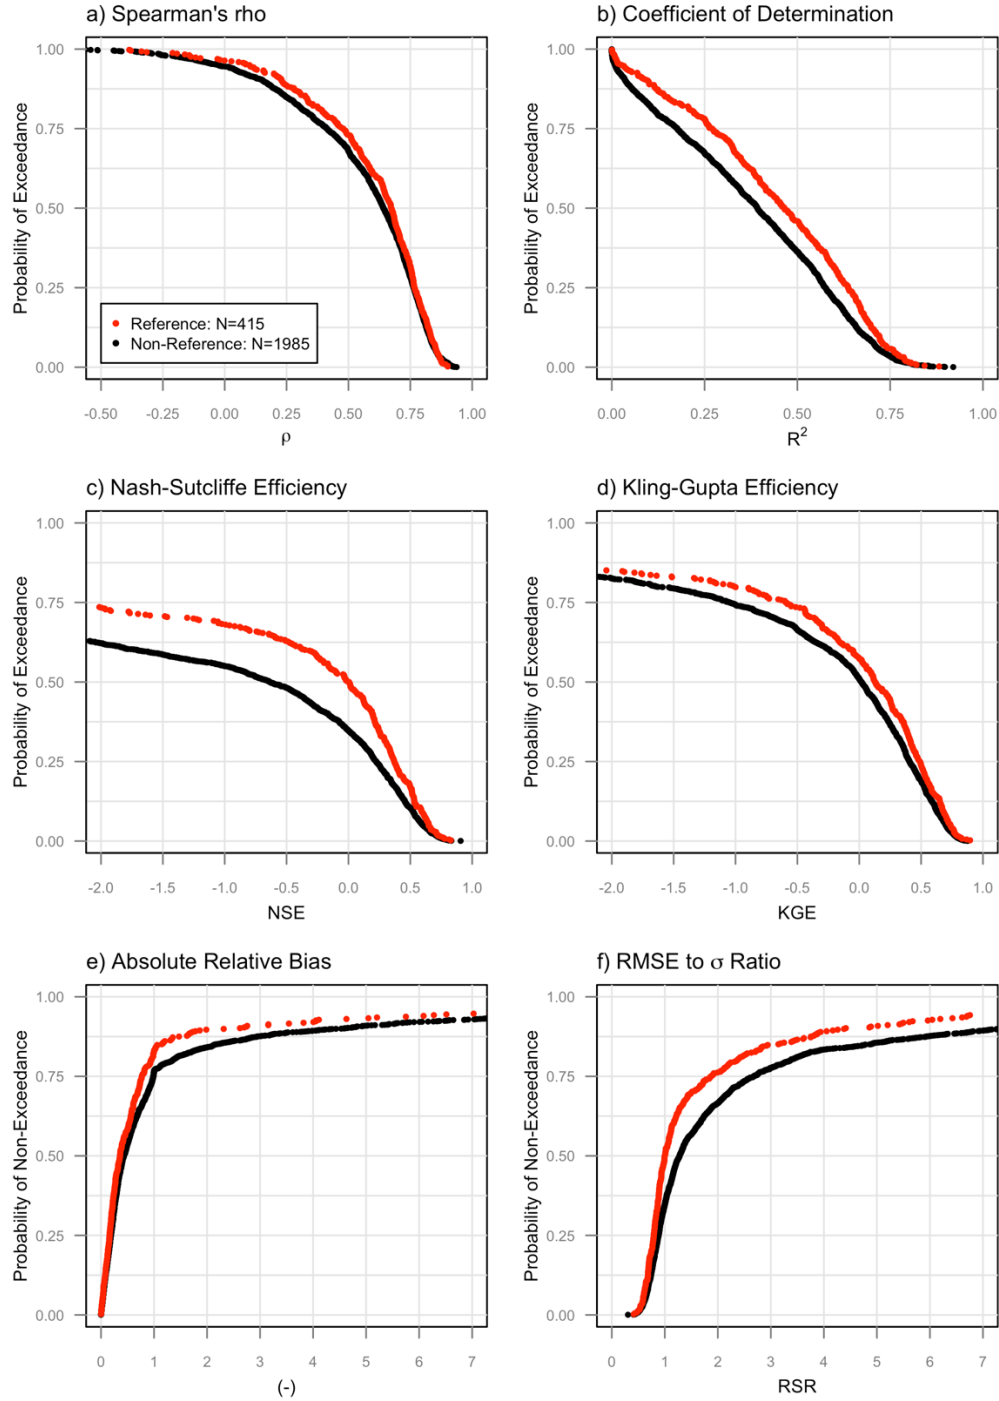 a) Spearman's rho
Probability of Exceedance
1.00
0.75
0.50
0.25
0.00
Reference: N=415
Non-Reference: N=1985
-0.50 -0.25 0.00 0.25 0.50 0.75 1.00
ρ
b) Coefficient of Determination
Probability of Exceedance
1.00
0.75
0.50
0.25
0.00
0.00 0.25 0.50 0.75 1.00
R²
c) Nash-Sutcliffe Efficiency
Probability of Exceedance
1.00
0.75
0.50
0.25
0.00
-2.0 -1.5 -1.0 -0.5 0.0 0.5 1.0
NSE
d) Kling-Gupta Efficiency
Probability of Exceedance
1.00
0.75
0.50
0.25
0.00
-2.0 -1.5 -1.0 -0.5 0.0 0.5 1.0
KGE
e) Absolute Relative Bias
Probability of Non-Exceedance
1.00
0.75
0.50
0.25
0.00
0 1 2 3 4 5 6 7
(-)
f) RMSE to σ Ratio
Probability of Non-Exceedance
1.00
0.75
0.50
0.25
0.00
0 1 2 3 4 5 6 7
RSR